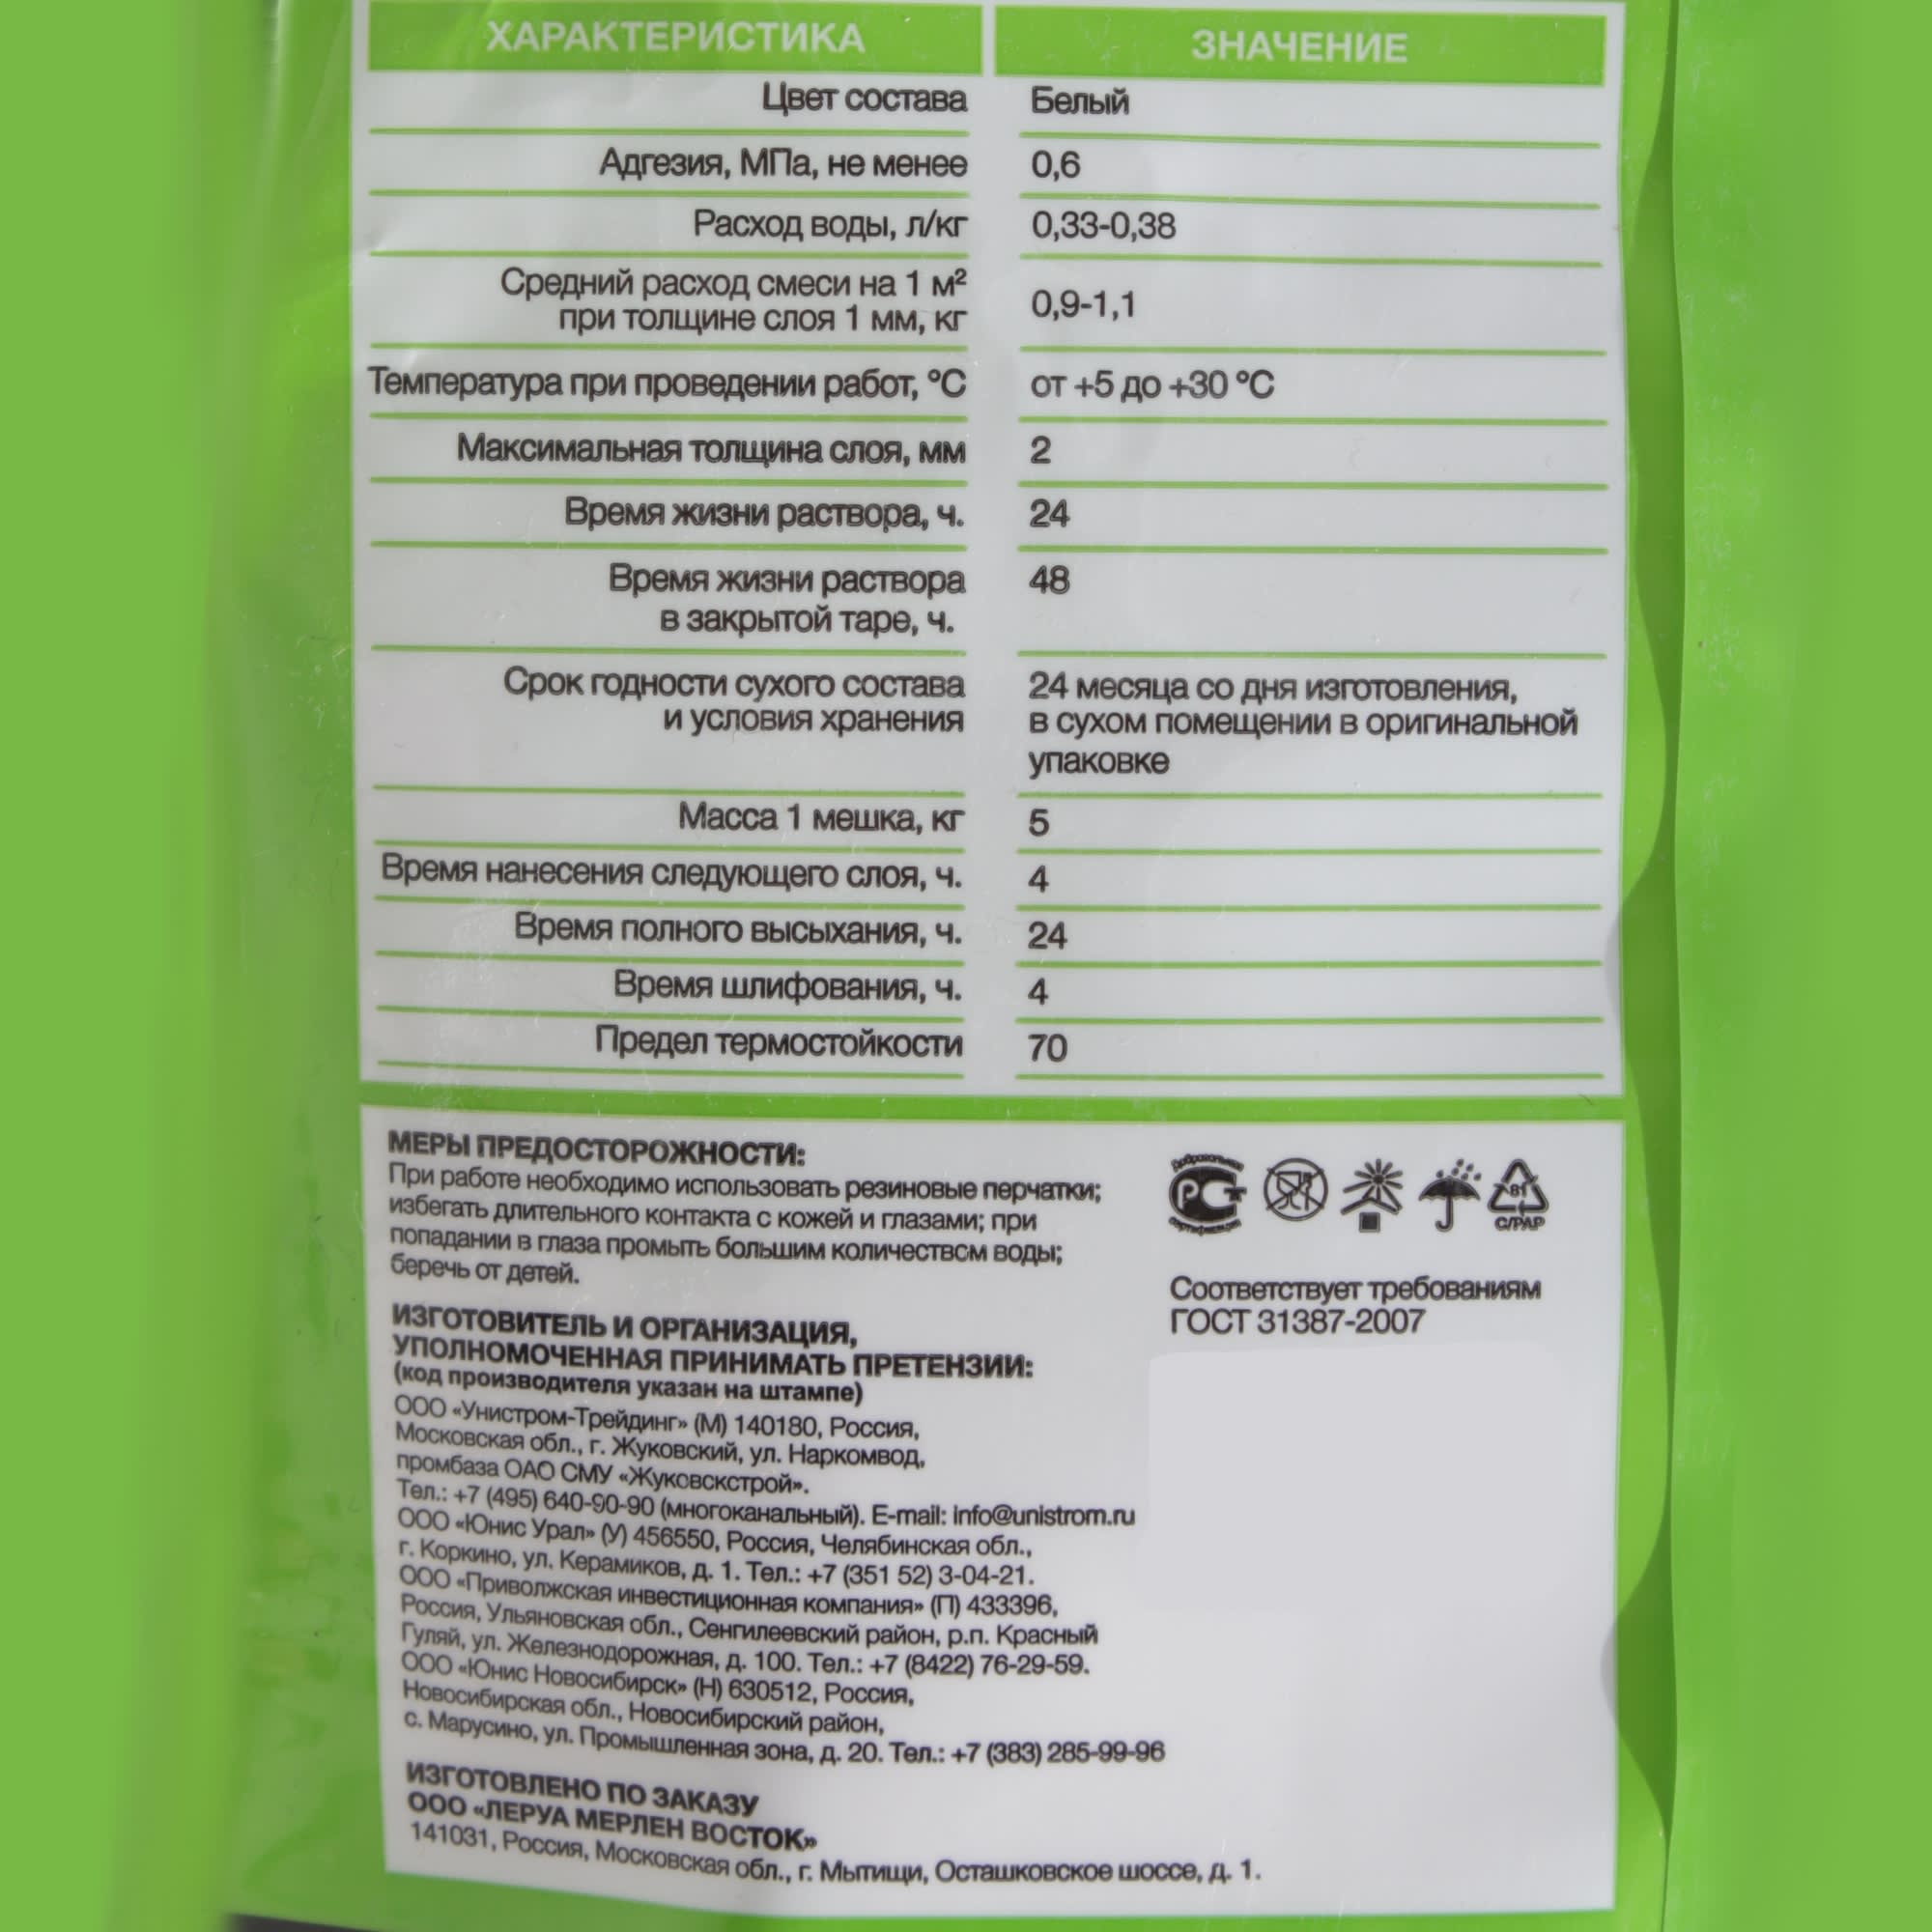 ХАРАКТЕРИСТИКА ЗНАЧЕНИЕ
Цвет состава Белый
Адгезия, МПа, не менее 0,6
Расход воды, л/кг 0,33-0,38
Средний расход смеси на 1 м²
при толщине слоя 1 мм, кг 0,9-1,1
Температура при проведении работ, °С от +5 до +30 °С
Максимальная толщина слоя, мм 2
Время жизни раствора, ч. 24
Время жизни раствора 48
в закрытой таре, ч.
Срок годности сухого состава 24 месяца со дня изготовления,
и условия хранения в сухом помещении в оригинальной
упаковке
Масса 1 мешка, кг 5
Время нанесения следующего слоя, ч. 4
Время полного высыхания, ч. 24
Время шлифования, ч. 4
Предел термостойкости 70
МЕРЫ ПРЕДОСТОРОЖНОСТИ:
При работе необходимо использовать резиновые перчатки;
избегать длительного контакта с кожей и глазами; при
попадании в глаза промыть большим количеством воды;
беречь от детей.
ИЗГОТОВИТЕЛЬ И ОРГАНИЗАЦИЯ,
УПОЛНОМОЧЕННАЯ ПРИНИМАТЬ ПРЕТЕНЗИИ:
(код производителя указан на штампе)
ООО «Унистром-Трейдинг» (М) 140180, Россия,
Московская обл., г. Жуковский, ул. Наркомвод,
промбаза ОАО СМУ «Жуковскстрой».
Тел.: +7 (495) 640-90-90 (многоканальный). E-mail: info@unistrom.ru
ООО «Юнис Урал» (У) 456550, Россия, Челябинская обл.,
г. Коркино, ул. Керамиков, д. 1. Тел.: +7 (351 52) 3-04-21.
ООО «Приволжская инвестиционная компания» (П) 433396,
Россия, Ульяновская обл., Сенгилеевский район, р.п. Красный
Гуляй, ул. Железнодорожная, д. 100. Тел.: +7 (8422) 76-29-59.
ООО «Юнис Новосибирск» (Н) 630512, Россия,
Новосибирская обл., Новосибирский район,
с. Марусино, ул. Промышленная зона, д. 20. Тел.: +7 (383) 285-99-96
ИЗГОТОВЛЕНО ПО ЗАКАЗУ
ООО «ЛЕРУА МЕРЛЕН ВОСТОК»
141031, Россия, Московская обл., г. Мытищи, Осташковское шоссе, д. 1.
Добровольная
РСТ
сертификация
81
C/PAP
Соответствует требованиям
ГОСТ 31387-2007